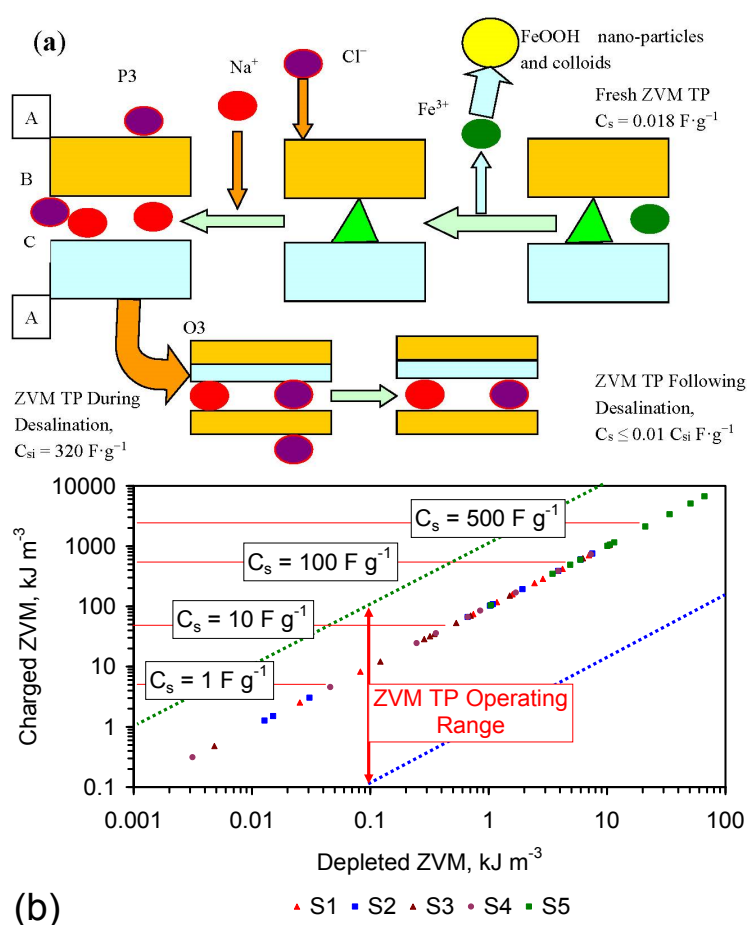 (a)
P3
Na⁺
Cl⁻
FeOOH nano-particles
and colloids
Fe³⁺
Fresh ZVM TP
Cₛ = 0.018 F·g⁻¹
A
B
C
A
O3
ZVM TP During
Desalination,
Cₛᵢ = 320 F·g⁻¹
ZVM TP Following
Desalination,
Cₛ ≤ 0.01 Cₛᵢ F·g⁻¹
Charged ZVM, kJ m⁻³
10000
1000
100
10
1
0.1
Cₛ = 500 F g⁻¹
Cₛ = 100 F g⁻¹
Cₛ = 10 F g⁻¹
Cₛ = 1 F g⁻¹
ZVM TP Operating
Range
0.001 0.01 0.1 1 10 100
Depleted ZVM, kJ m⁻³
(b)
S1 S2 S3 S4 S5